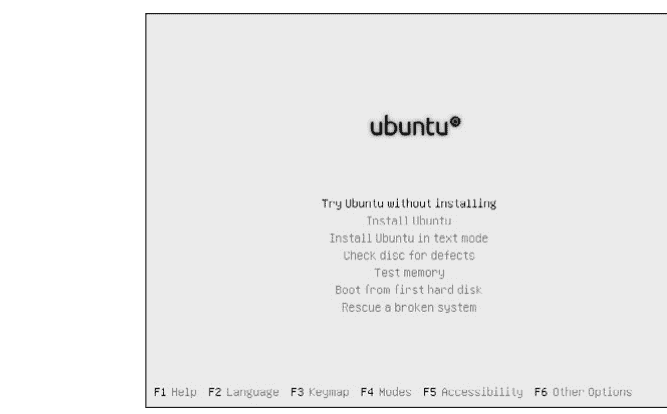 ubuntu
Try Ubuntu without installing
Install Ubuntu
Install Ubuntu in text mode
Check disc for defects
Test memory
Boot from first hard disk
Rescue a broken system
F1 Help F2 Language F3 Keymap F4 Modes F5 Accessibility F6 Other Options